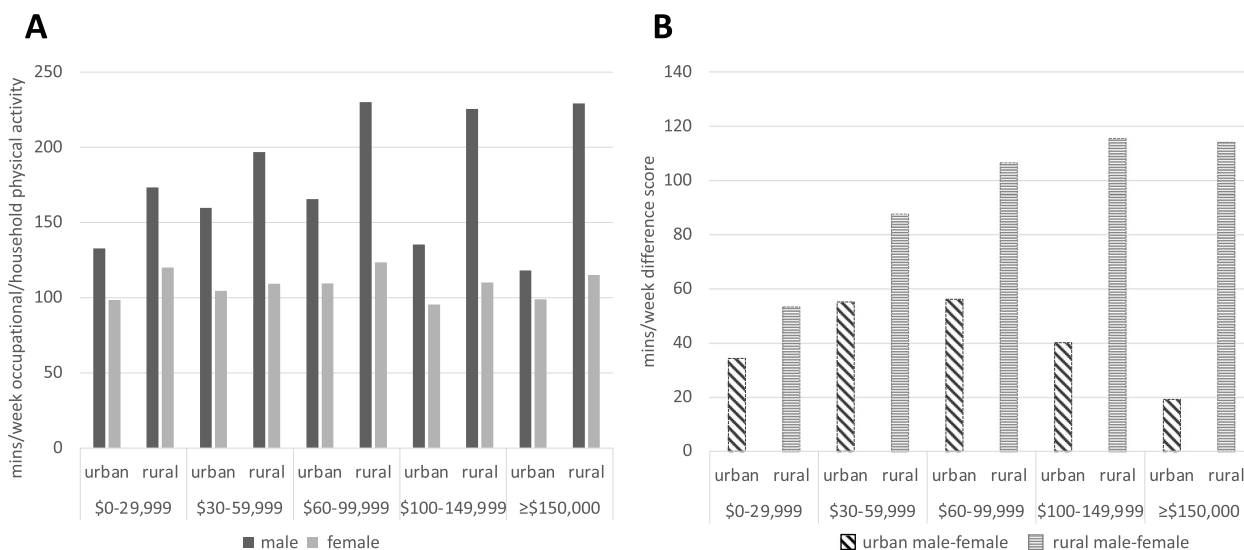 A
mins/week occupational/household physical activity
250
200
150
100
50
0
urban rural urban rural urban rural urban rural urban rural
$0-29,999 $30-59,999 $60-99,999 $100-149,999 ≥$150,000
male female
B
mins/week difference score
140
120
100
80
60
40
20
0
urban rural urban rural urban rural urban rural urban rural
$0-29,999 $30-59,999 $60-99,999 $100-149,999 ≥$150,000
urban male-female rural male-female